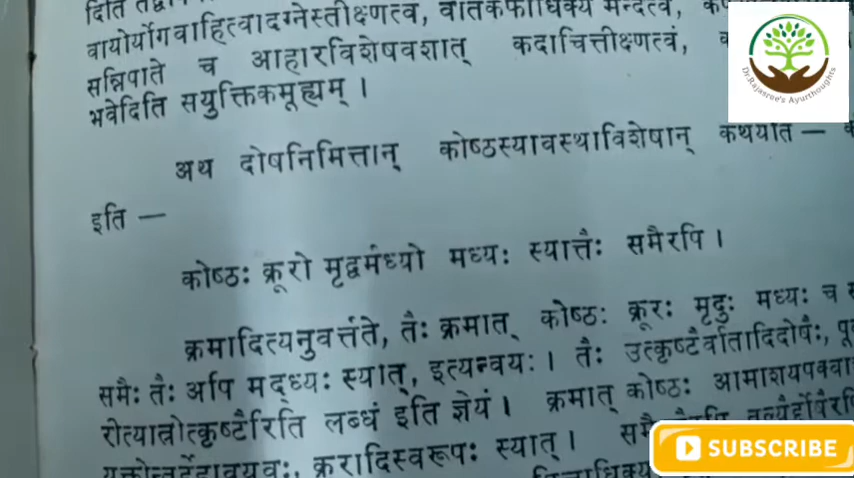 वायोर्योगवाहित्वादग्नेस्तीक्ष्णत्व, वातकफाधिक्ये मन्दत्वं,
सन्निपाते च आहारविशेषवशात् कदाचित्तीक्ष्णत्वं,
भवेदिति सयुक्तिकमूह्यम् ।
अथ दोषनिमित्तान् कोष्ठस्यावस्थाविशेषान् कथयति —
इति —
कोष्ठः क्रूरो मृदुर्मध्यो मध्यः स्यात्तैः समैरपि ।
क्रमादित्यनुवर्त्तते, तैः क्रमात् कोष्ठः क्रूरः मृदुः मध्यः च
समैः तैः अपि मद्ध्यः स्यात्, इत्यन्वयः । तैः उत्कृष्टैर्वातादिदोषैः,
रीत्यात्रोत्कृष्टैरिति लब्धं इति ज्ञेयं । क्रमात् कोष्ठः आमाशयपक्वा
क्रूरादिस्वरूपः स्यात् ।
Dr.Rajasree's Ayurthoughts
SUBSCRIBE